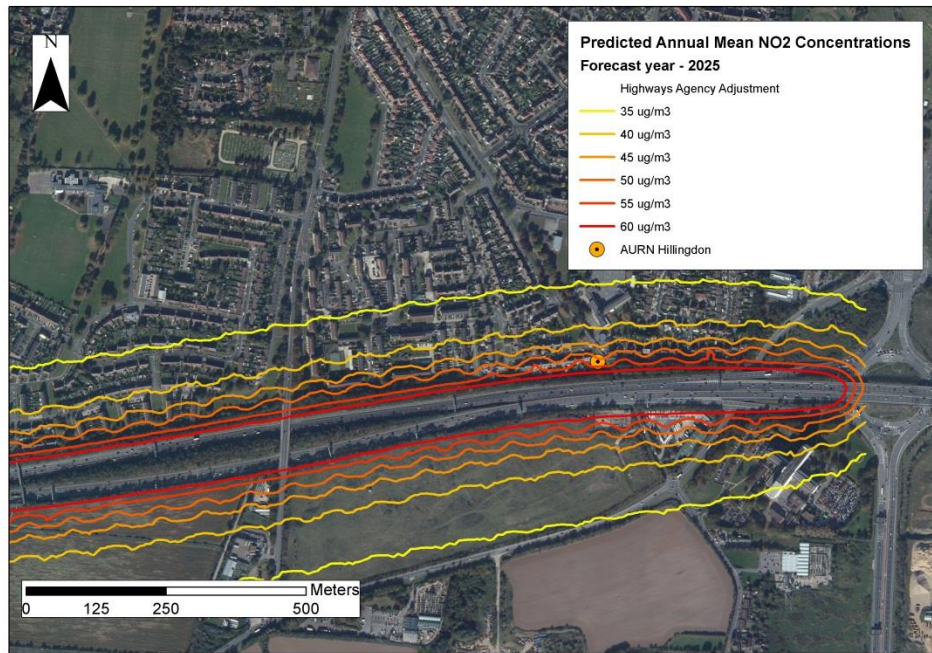 N
Predicted Annual Mean NO2 Concentrations
Forecast year - 2025
Highways Agency Adjustment
35 ug/m3
40 ug/m3
45 ug/m3
50 ug/m3
55 ug/m3
60 ug/m3
AURN Hillingdon
Meters
0 125 250 500